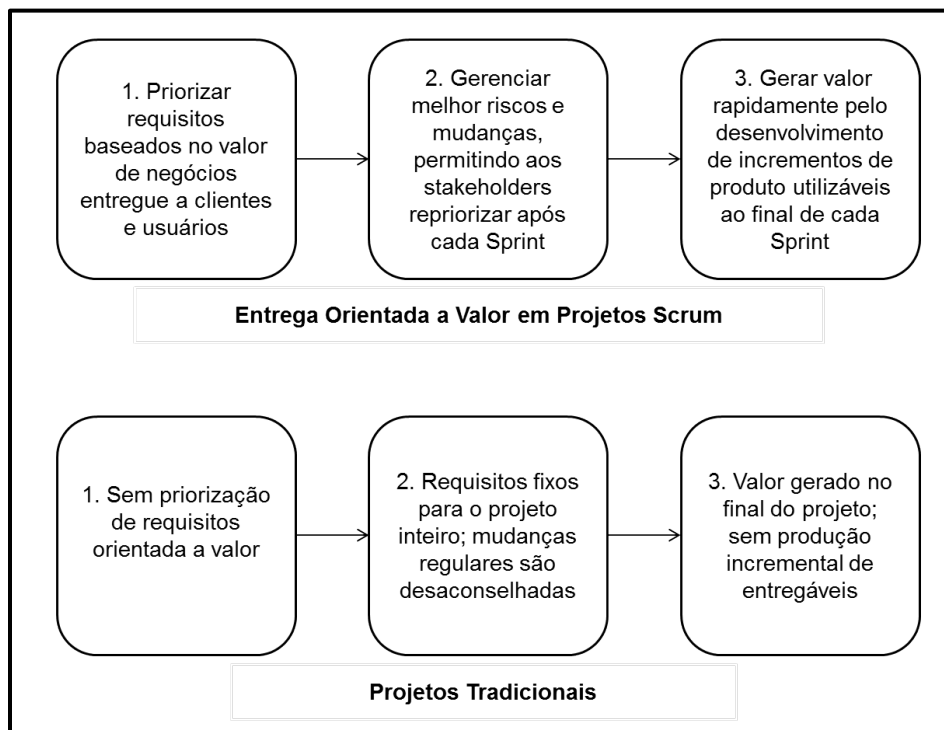 1. Priorizar
requisitos
baseados no valor
de negócios
entregue a clientes
e usuários
2. Gerenciar
melhor riscos e
mudanças,
permitindo aos
stakeholders
repriorizar após
cada Sprint
3. Gerar valor
rapidamente pelo
desenvolvimento
de incrementos de
produto utilizáveis
ao final de cada
Sprint
Entrega Orientada a Valor em Projetos Scrum
1. Sem priorização
de requisitos
orientada a valor
2. Requisitos fixos
para o projeto
inteiro; mudanças
regulares são
desaconselhadas
3. Valor gerado no
final do projeto;
sem produção
incremental de
entregáveis
Projetos Tradicionais